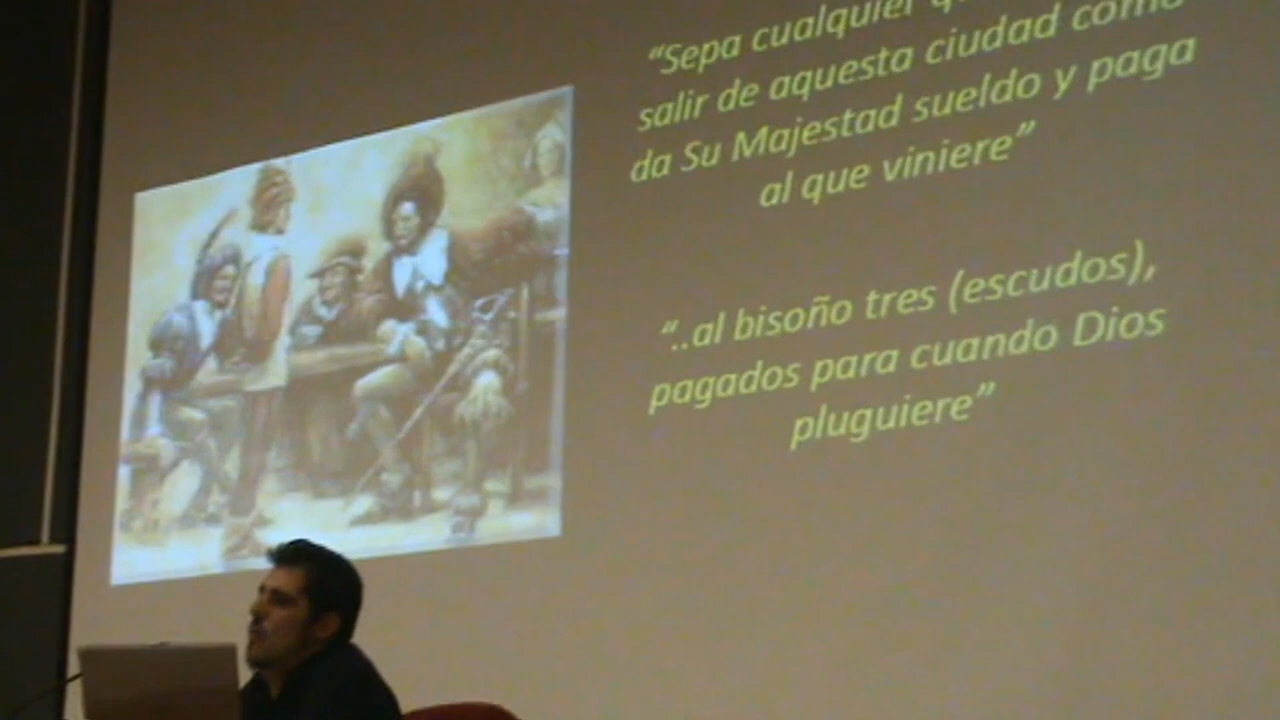 “Sepa cualquier
salir de aquesta ciudad como
da Su Majestad sueldo y paga
al que viniere”
“..al bisoño tres (escudos),
pagados para cuando Dios
pluguiere”